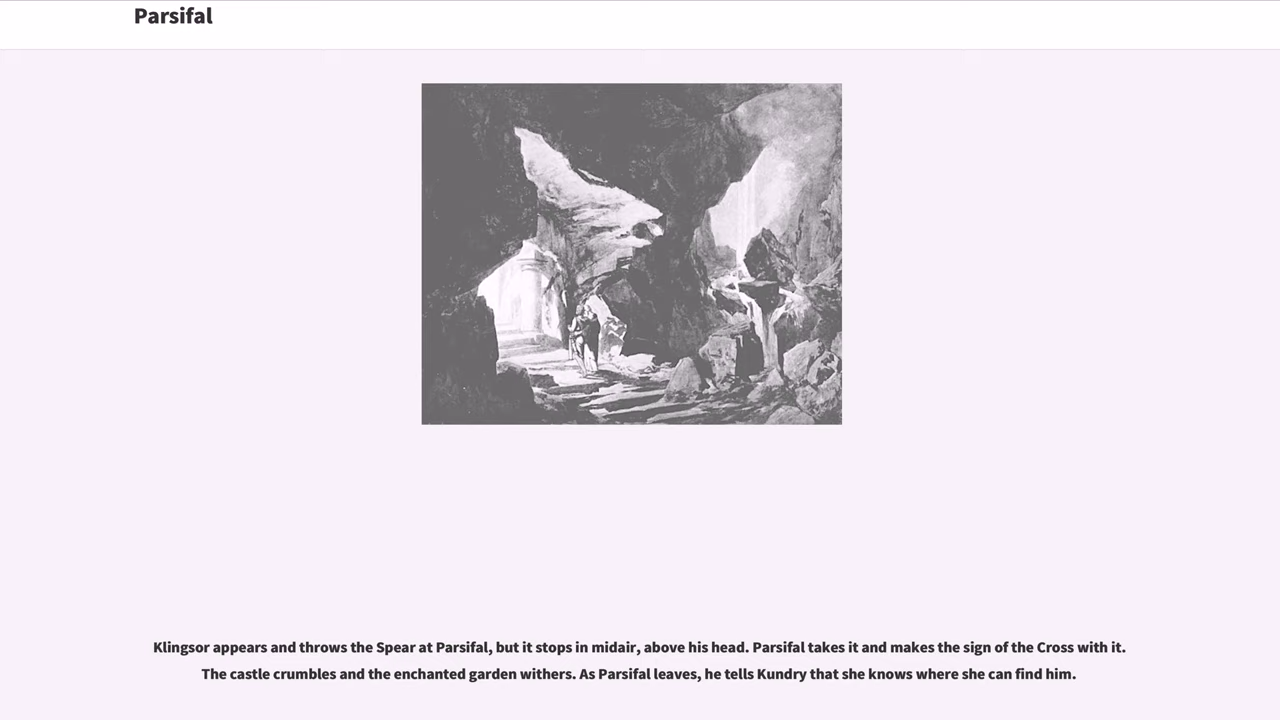 Parsifal
Klingsor appears and throws the Spear at Parsifal, but it stops in midair, above his head. Parsifal takes it and makes the sign of the Cross with it.
The castle crumbles and the enchanted garden withers. As Parsifal leaves, he tells Kundry that she knows where she can find him.